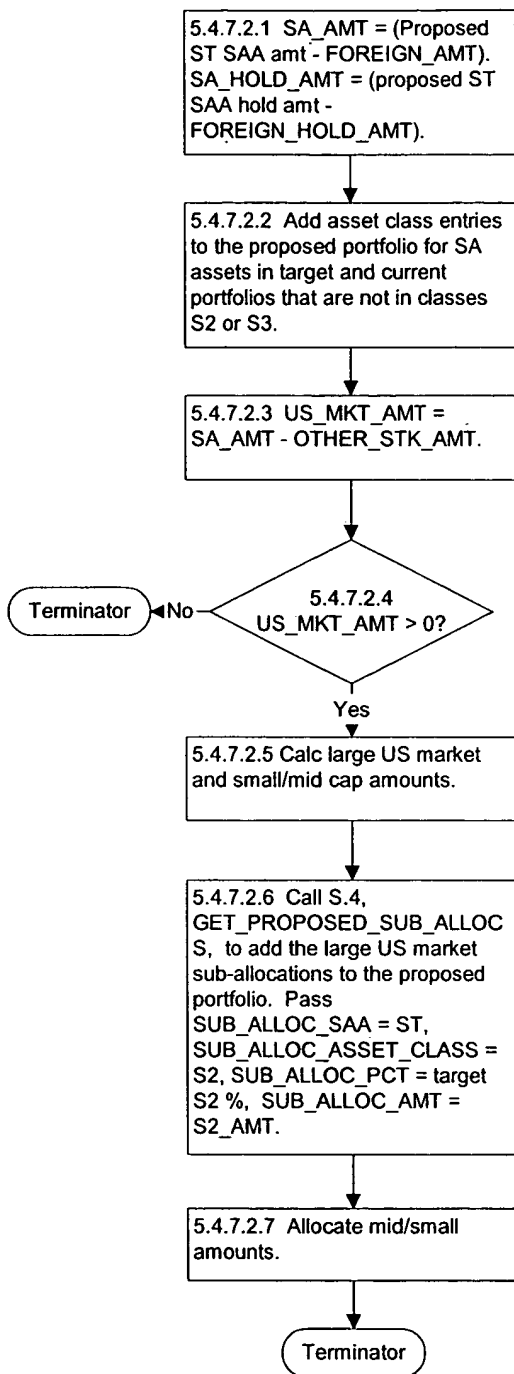 5.4.7.2.1 SA_AMT = (Proposed
ST SAA amt - FOREIGN_AMT).
SA_HOLD_AMT = (proposed ST
SAA hold amt -
FOREIGN_HOLD_AMT).
5.4.7.2.2 Add asset class entries
to the proposed portfolio for SA
assets in target and current
portfolios that are not in classes
S2 or S3.
5.4.7.2.3 US_MKT_AMT =
SA_AMT - OTHER_STK_AMT.
5.4.7.2.4
US_MKT_AMT > 0?
No
Terminator
Yes
5.4.7.2.5 Calc large US market
and small/mid cap amounts.
5.4.7.2.6 Call S.4,
GET_PROPOSED_SUB_ALLOC
S, to add the large US market
sub-allocations to the proposed
portfolio. Pass
SUB_ALLOC_SAA = ST,
SUB_ALLOC_ASSET_CLASS =
S2, SUB_ALLOC_PCT = target
S2 %, SUB_ALLOC_AMT =
S2_AMT.
5.4.7.2.7 Allocate mid/small
amounts.
Terminator